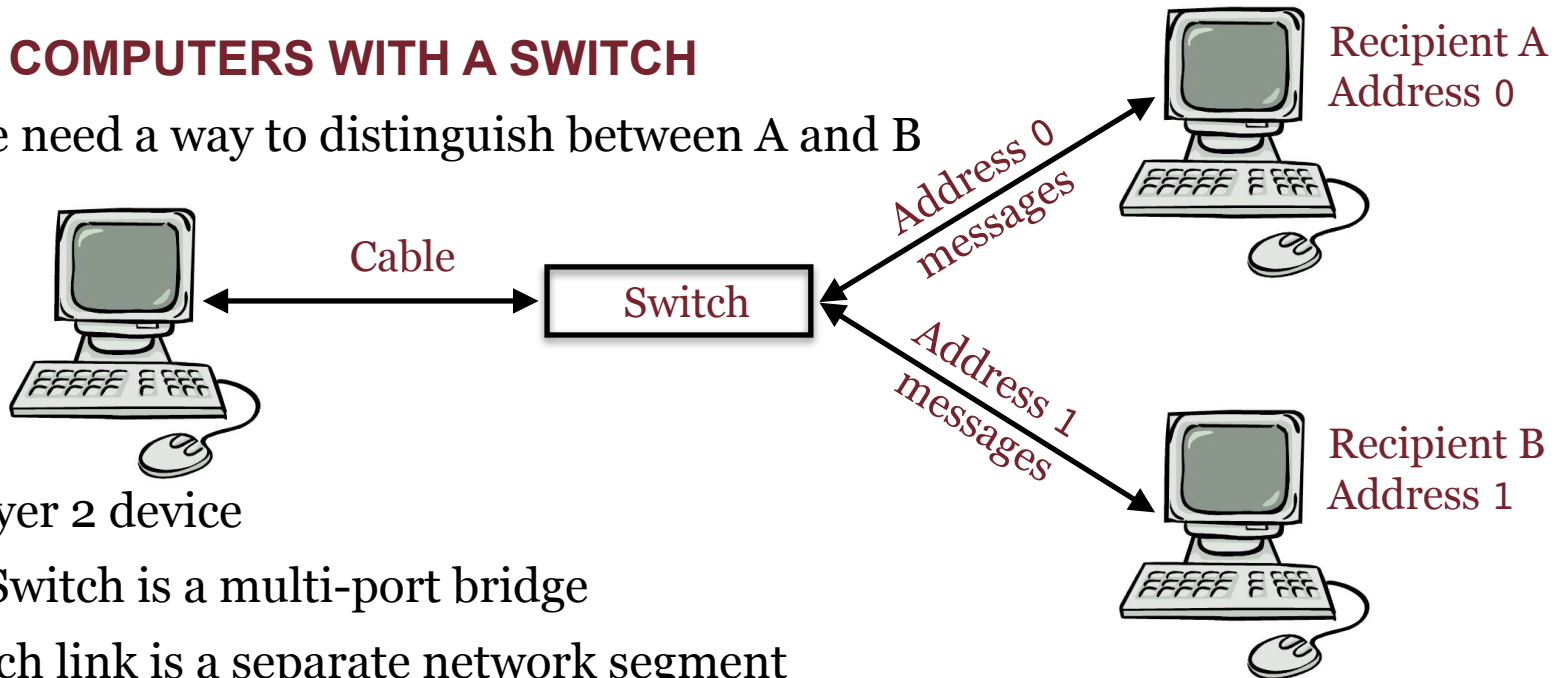 COMPUTERS WITH A SWITCH
e need a way to distinguish between A and B
Recipient A
Address 0
Cable
Switch
Address 0
messages
Address 1
messages
Recipient B
Address 1
yer 2 device
Switch is a multi-port bridge
ch link is a separate network segment